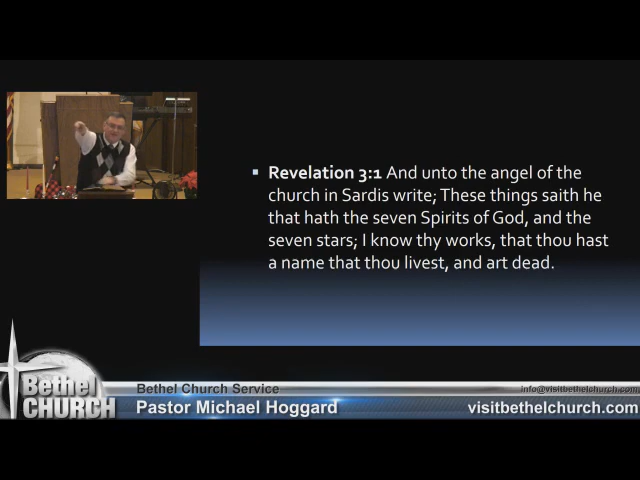 Revelation 3:1 And unto the angel of the
church in Sardis write; These things saith he
that hath the seven Spirits of God, and the
seven stars; I know thy works, that thou hast
a name that thou livest, and art dead.
Bethel
CHURCH
Bethel Church Service
info@visitbethelchurch.com
Pastor Michael Hoggard
visitbethelchurch.com